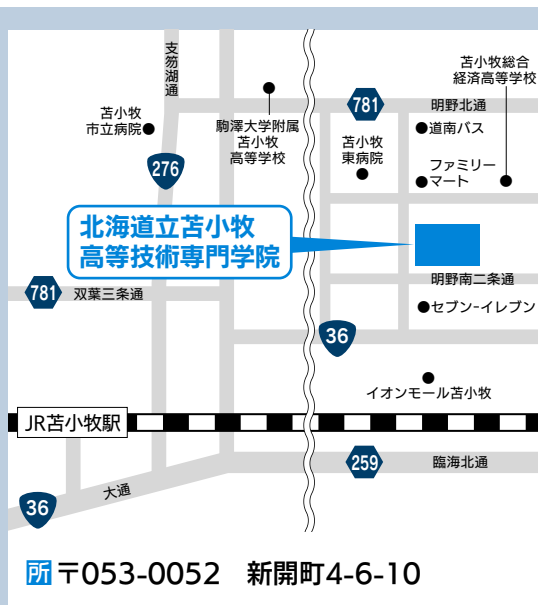 支笏湖通
苫小牧総合
経済高等学校
781
明野北通
苫小牧
市立病院
駒澤大学附属
苫小牧
高等学校
苫小牧
東病院
道南バス
ファミリー
マート
276
北海道立苫小牧
高等技術専門学院
明野南二条通
781
双葉三条通
セブン-イレブン
36
イオンモール苫小牧
JR苫小牧駅
259
臨海北通
大通
36
所 〒053-0052 新開町4-6-10